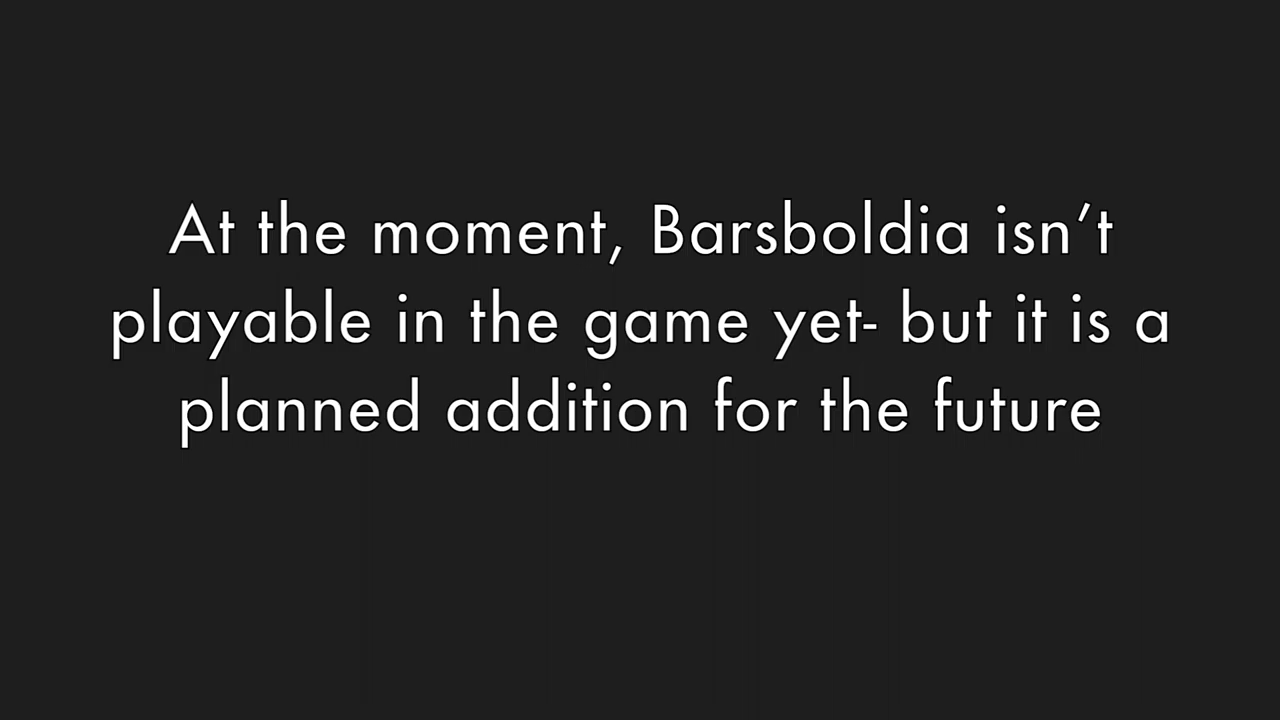 At the moment, Barsboldia isn’t
playable in the game yet- but it is a
planned addition for the future